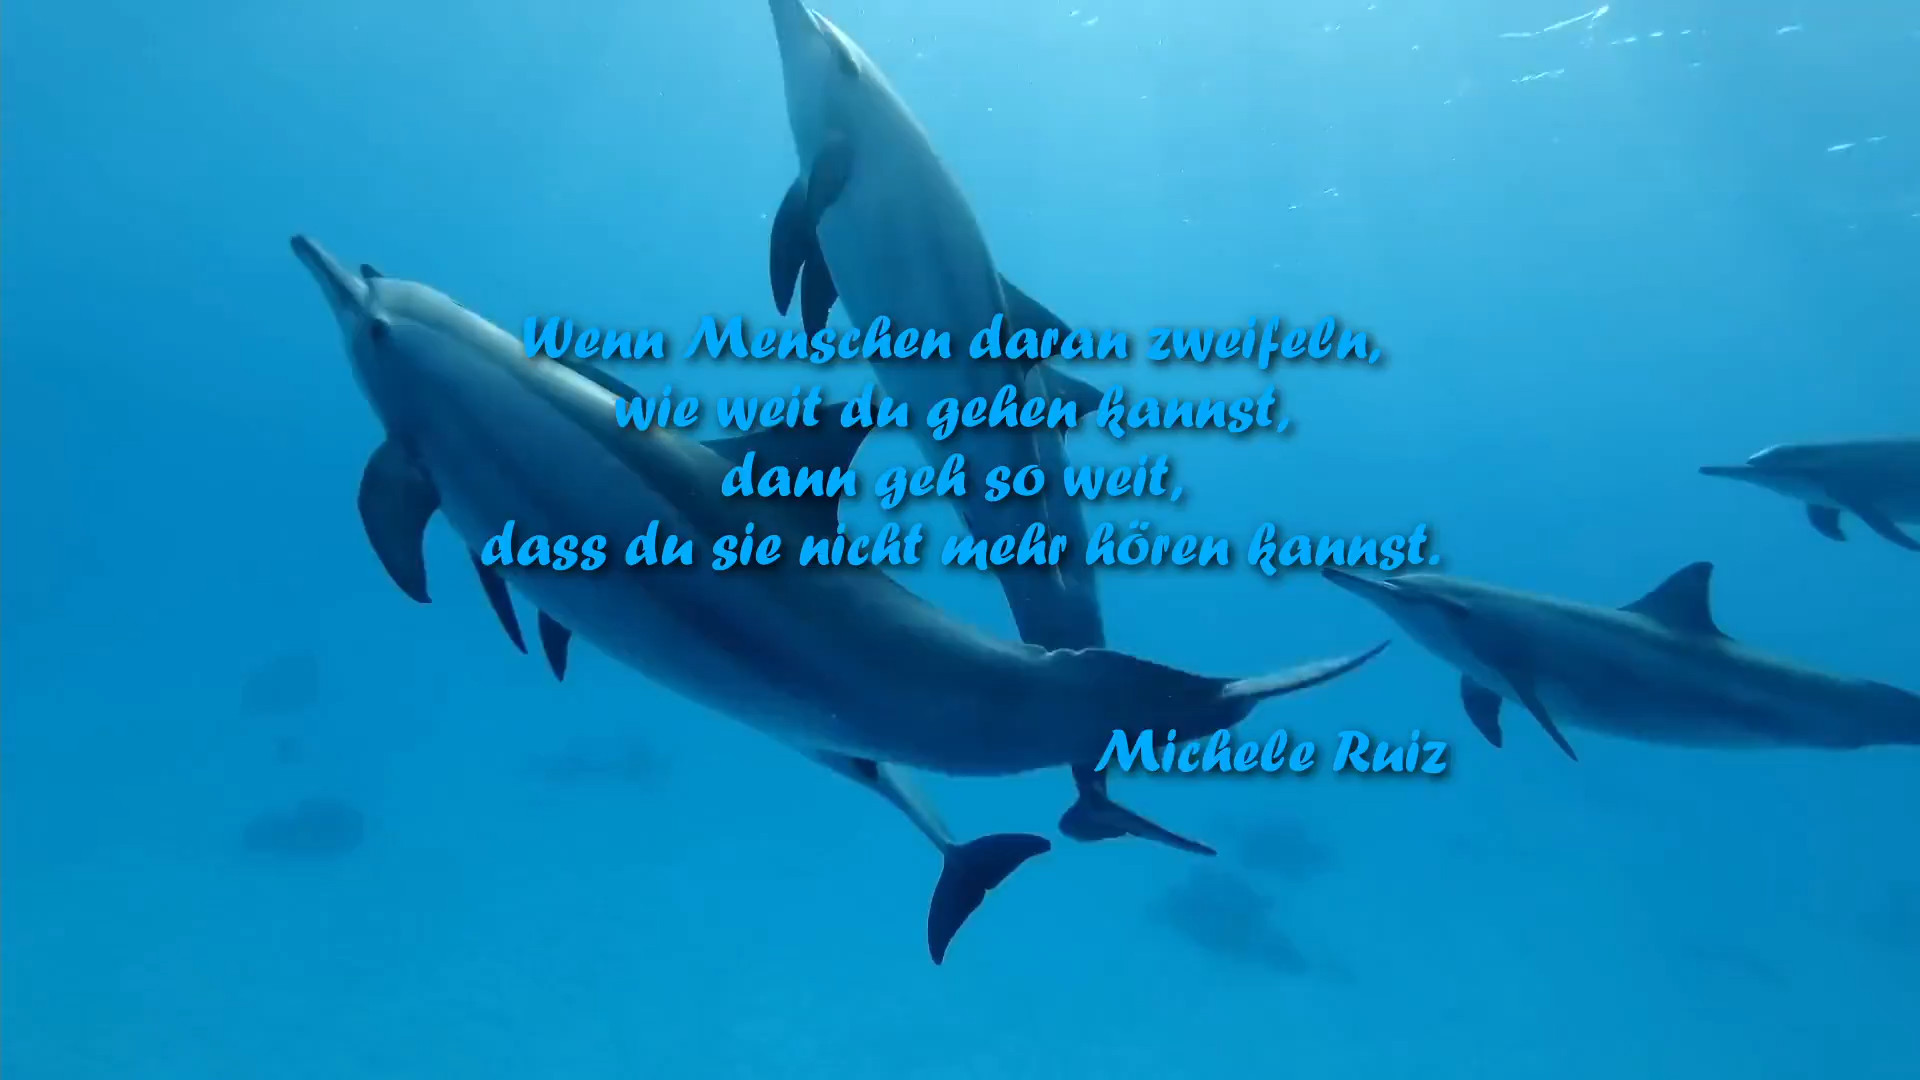 Wenn Menschen daran zweifeln,
wie weit du gehen kannst,
dann geh so weit,
dass du sie nicht mehr hören kannst.
Michele Ruiz